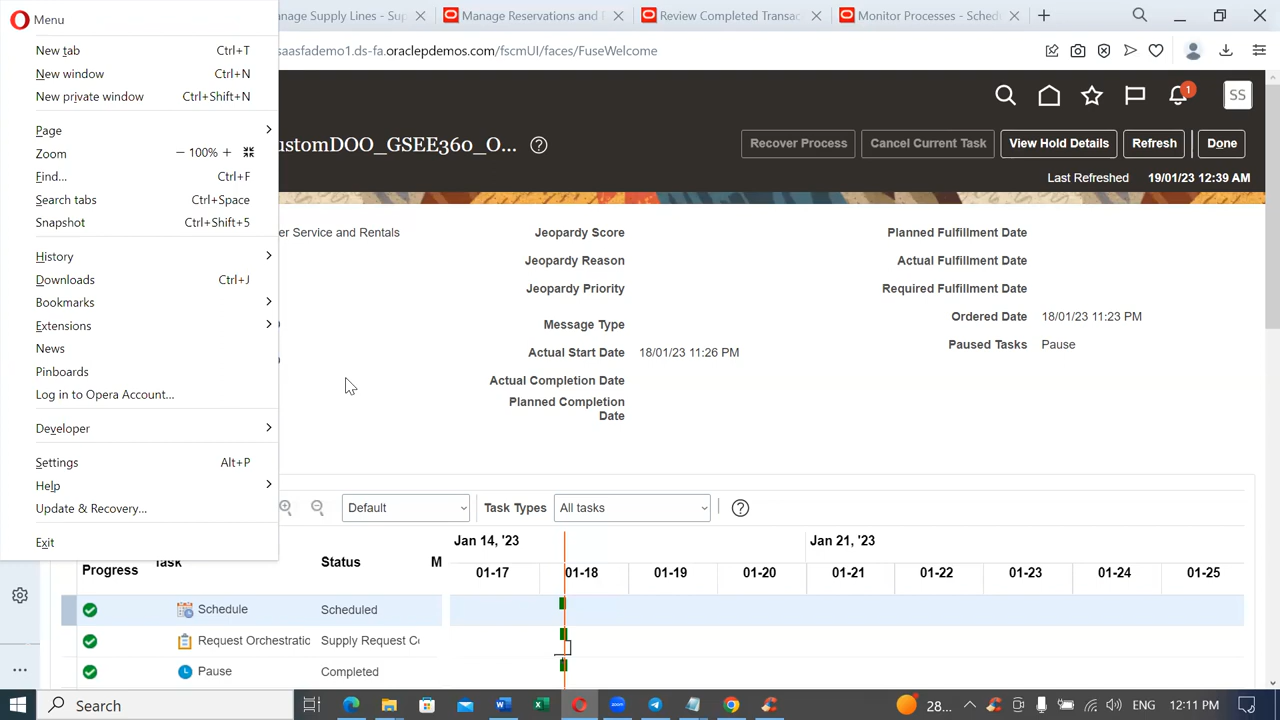 Menu
nage Supply Lines - Sup
Manage Reservations and
Review Completed Transac
Monitor Processes - Sched
New tab Ctrl+T
saasfademo1.ds-fa.oraclepdemos.com/fscmUI/faces/FuseWelcome
New window Ctrl+N
New private window Ctrl+Shift+N
1
SS
Page
Zoom − 100% +
ustomDOO_GSEE360_O...
Recover Process
Cancel Current Task
View Hold Details
Refresh
Done
Find... Ctrl+F
Last Refreshed 19/01/23 12:39 AM
Search tabs Ctrl+Space
Snapshot Ctrl+Shift+5
er Service and Rentals
Jeopardy Score
Planned Fulfillment Date
History
Jeopardy Reason
Actual Fulfillment Date
Downloads Ctrl+J
Jeopardy Priority
Required Fulfillment Date
Bookmarks
Ordered Date 18/01/23 11:23 PM
Extensions
Message Type
News
Paused Tasks Pause
Actual Start Date 18/01/23 11:26 PM
Pinboards
Actual Completion Date
Log in to Opera Account...
Planned Completion
Date
Developer
Settings Alt+P
Help
Update & Recovery...
Default
Task Types All tasks
Exit
Jan 14, '23
Jan 21, '23
Progress Task Status M
01-17 01-18 01-19 01-20 01-21 01-22 01-23 01-24 01-25
Schedule Scheduled
Request Orchestratic Supply Request Co
Pause Completed
Search
28...
ENG 12:11 PM